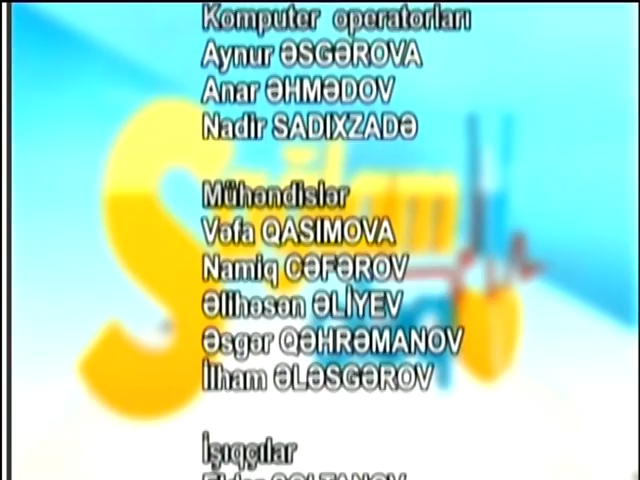 Komputer operatorları
Aynur ƏSGƏROVA
Anar ƏHMƏDOV
Nadir SADIXZADƏ
Mühəndislər
Vəfa QASIMOVA
Namiq CƏFƏROV
Əlihəsən ƏLİYEV
Əsgər QƏHRƏMANOV
İlham ƏLƏSGƏROV
İşıqçılar